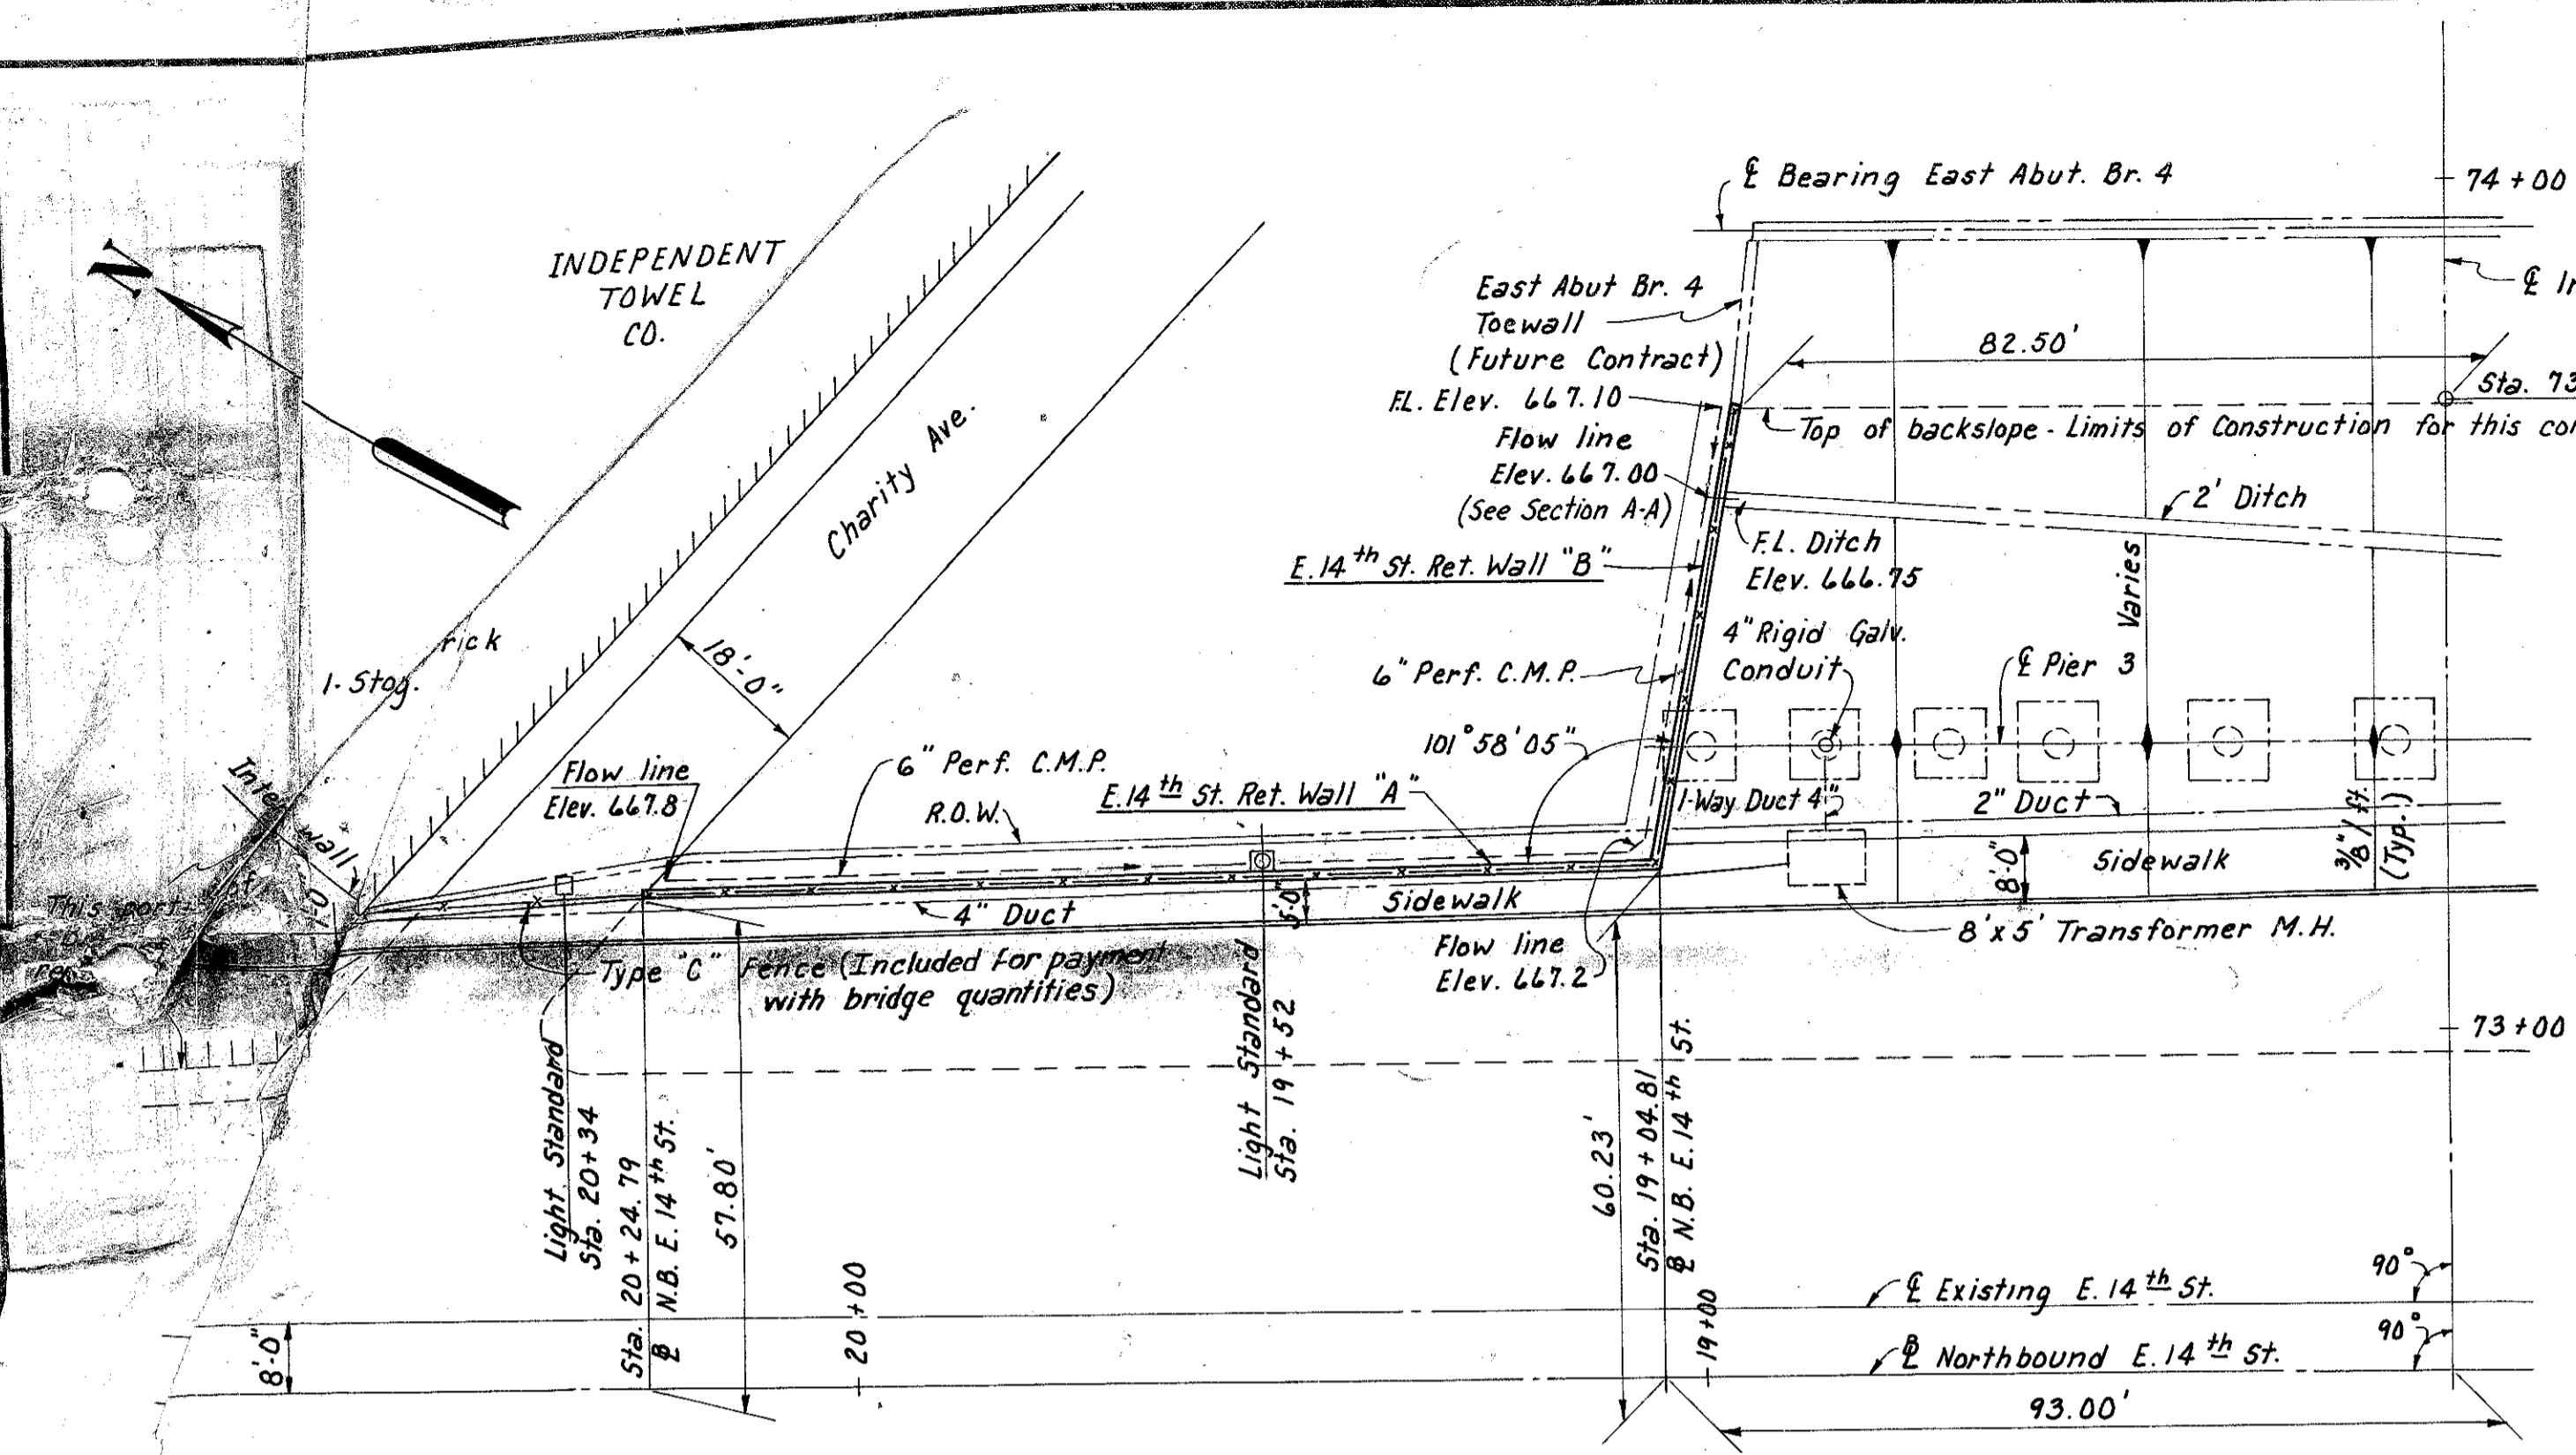 N
INDEPENDENT
TOWEL
CO.
Charity Ave.
18'-0"
rick
1-Stog.
wall
This port
℄ Bearing East Abut. Br. 4
74+00
East Abut Br. 4
Toewall
(Future Contract)
82.50'
Sta. 73
F.L. Elev. 667.10
Top of backslope - Limits of Construction for this
Flow line
Elev. 667.00
(See Section A-A)
2' Ditch
F.L. Ditch
Elev. 666.75
E. 14th St. Ret. Wall "B"
Varies
4" Rigid Galv.
Conduit
℄ Pier 3
6" Perf. C.M.P.
101°58'05"
Flow line
Elev. 667.8
6" Perf. C.M.P.
R.O.W.
E. 14th St. Ret. Wall "A"
1-Way Duct 4"
2" Duct
8'-0"
Sidewalk
3/8"/ft.
(Typ.)
4" Duct
5'-0"
Sidewalk
8'x5' Transformer M.H.
Type "C" Fence (Included for payment
with bridge quantities)
Flow line
Elev. 667.2
73+00
Light Standard
Sta. 20+34
Sta. 20+24.79
N.B. E. 14th St.
57.80'
Light Standard
Sta. 19+52
60.23'
Sta. 19+04.81
N.B. E. 14th St.
20+00
19+00
8'-0"
℄ Existing E. 14th St.
90°
Northbound E. 14th St.
90°
93.00'